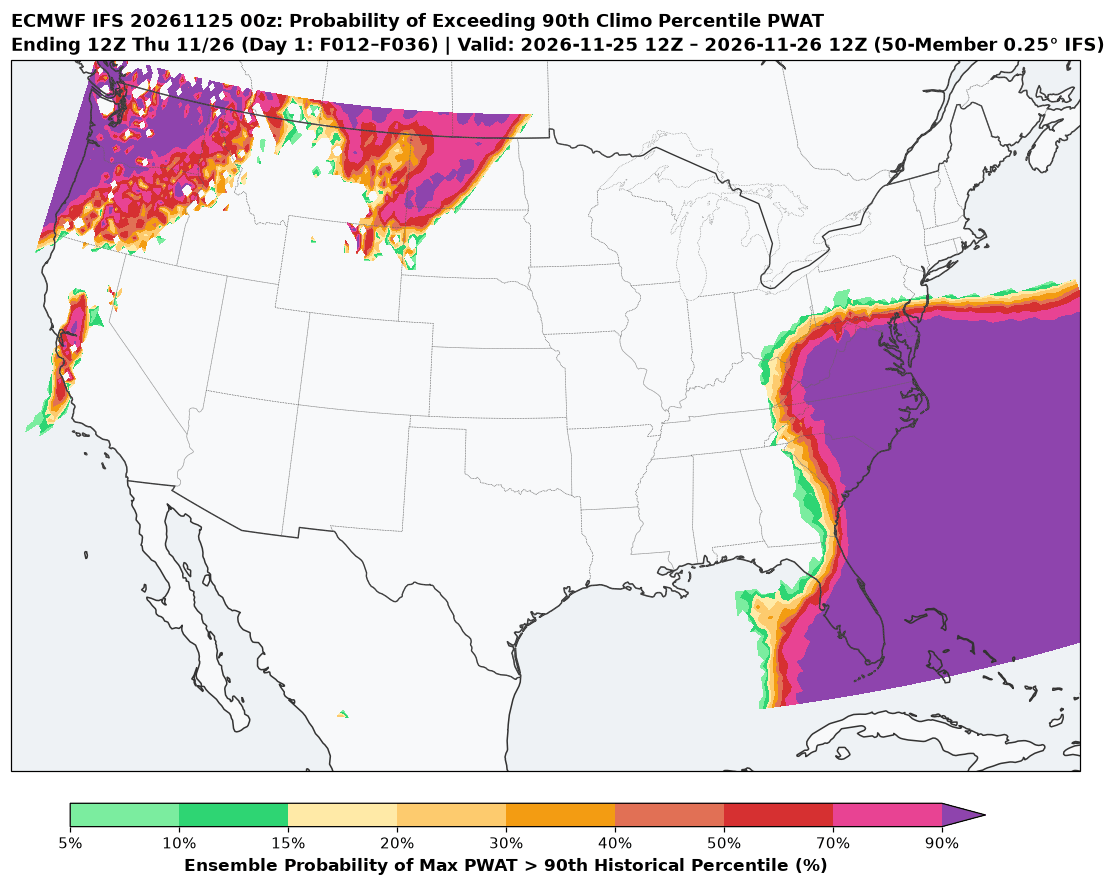 ECMWF IFS 20261125 00z: Probability of Exceeding 90th Climo Percentile PWAT
Ending 12Z Thu 11/26 (Day 1: F012–F036) | Valid: 2026-11-25 12Z – 2026-11-26 12Z (50-Member 0.25° IFS)
5% 10% 15% 20% 30% 40% 50% 70% 90%
Ensemble Probability of Max PWAT > 90th Historical Percentile (%)